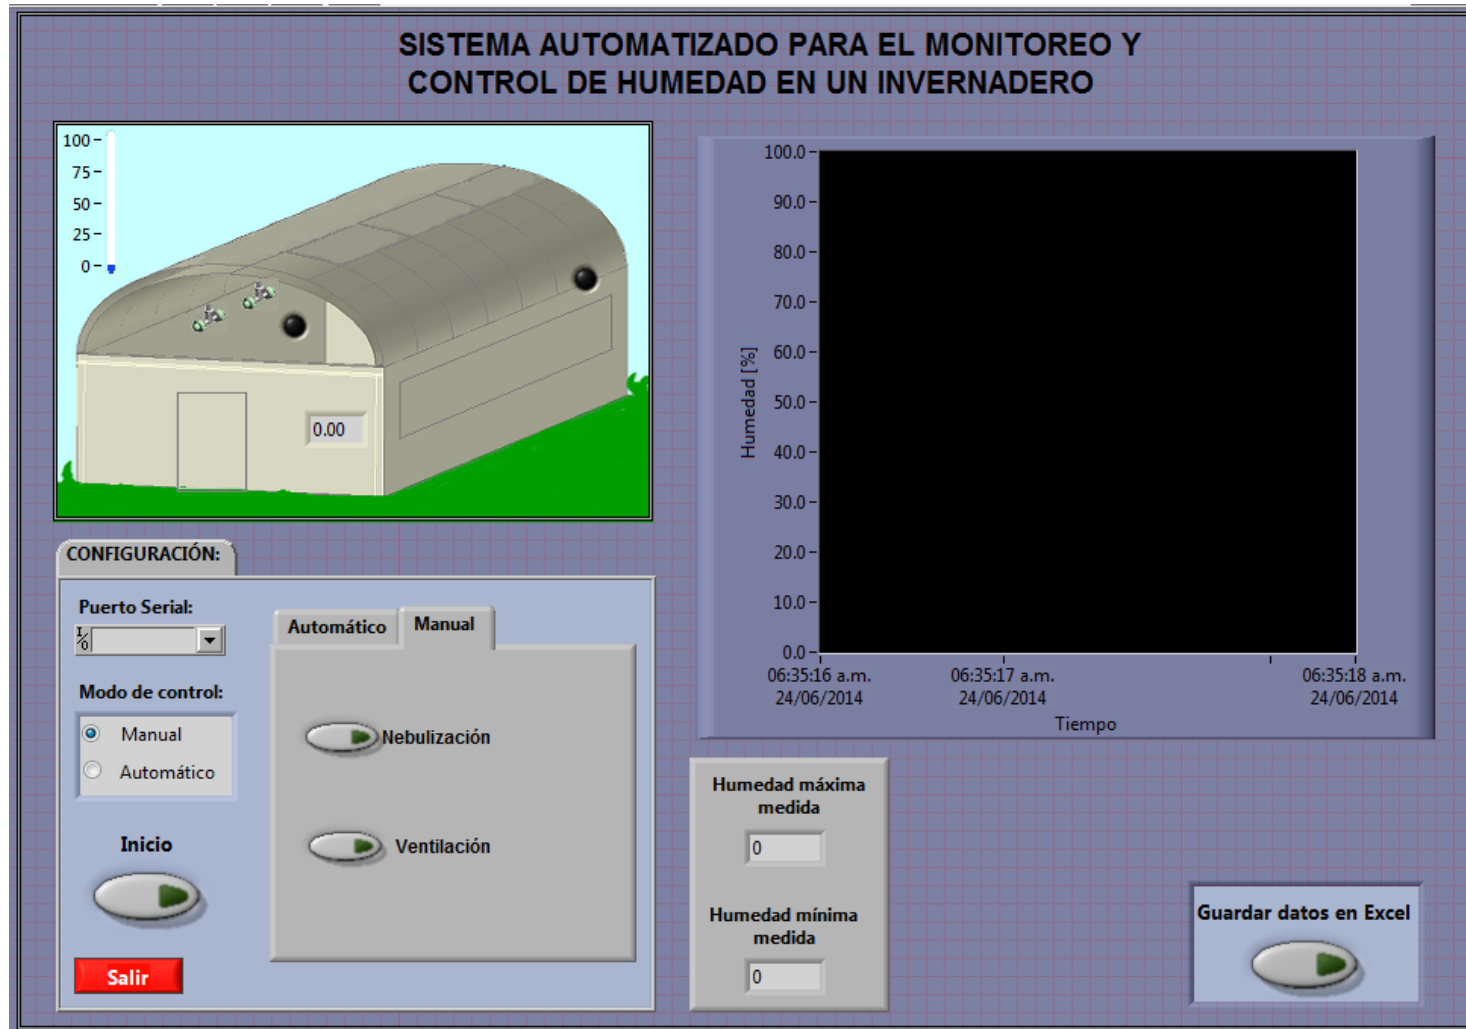 SISTEMA AUTOMATIZADO PARA EL MONITOREO Y
CONTROL DE HUMEDAD EN UN INVERNADERO
100
75
50
25
0
0.00
100.0
90.0
80.0
70.0
60.0
50.0
40.0
30.0
20.0
10.0
0.0
Humedad [%]
06:35:16 a.m.
24/06/2014
06:35:17 a.m.
24/06/2014
06:35:18 a.m.
24/06/2014
Tiempo
CONFIGURACIÓN:
Puerto Serial:
I/0
Modo de control:
Manual
Automático
Inicio
Salir
Automático
Manual
Nebulización
Ventilación
Humedad máxima
medida
0
Humedad mínima
medida
0
Guardar datos en Excel